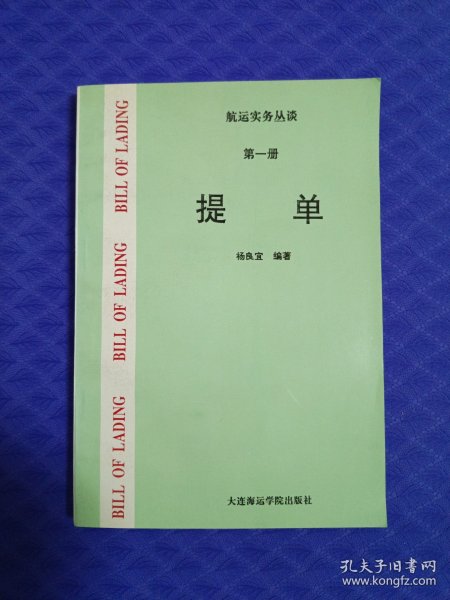 航运实务丛谈
第一册
提 单
杨良宜 编著
BILL OF LADING
BILL OF LADING
BILL OF LADING
大连海运学院出版社
孔夫子旧书网
www.kongfz.com